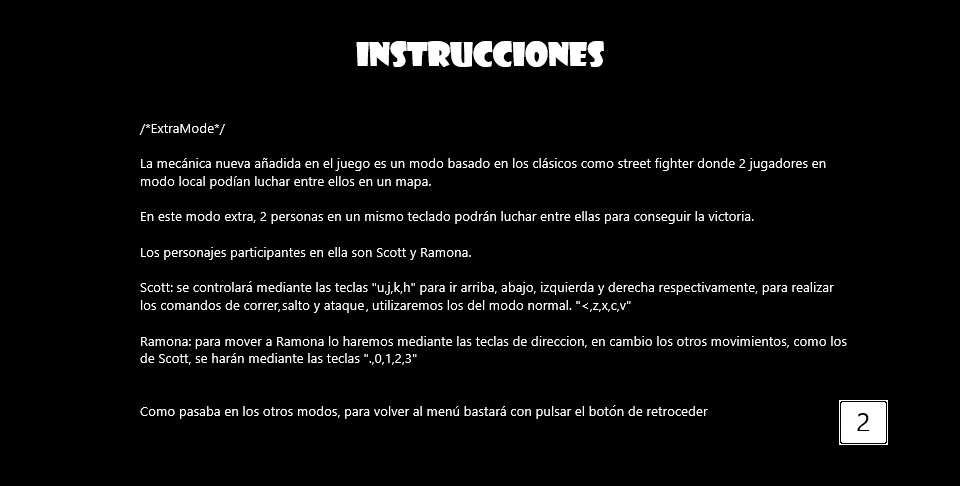 INSTRUCCIONES
/*ExtraMode*/
La mecánica nueva añadida en el juego es un modo basado en los clásicos como street fighter donde 2 jugadores en
modo local podían luchar entre ellos en un mapa.
En este modo extra, 2 personas en un mismo teclado podrán luchar entre ellas para conseguir la victoria.
Los personajes participantes en ella son Scott y Ramona.
Scott: se controlará mediante las teclas "u,j,k,h" para ir arriba, abajo, izquierda y derecha respectivamente, para realizar
los comandos de correr,salto y ataque, utilizaremos los del modo normal. "<,z,x,c,v"
Ramona: para mover a Ramona lo haremos mediante las teclas de direccion, en cambio los otros movimientos, como los
de Scott, se harán mediante las teclas ".,0,1,2,3"
Como pasaba en los otros modos, para volver al menú bastará con pulsar el botón de retroceder
2